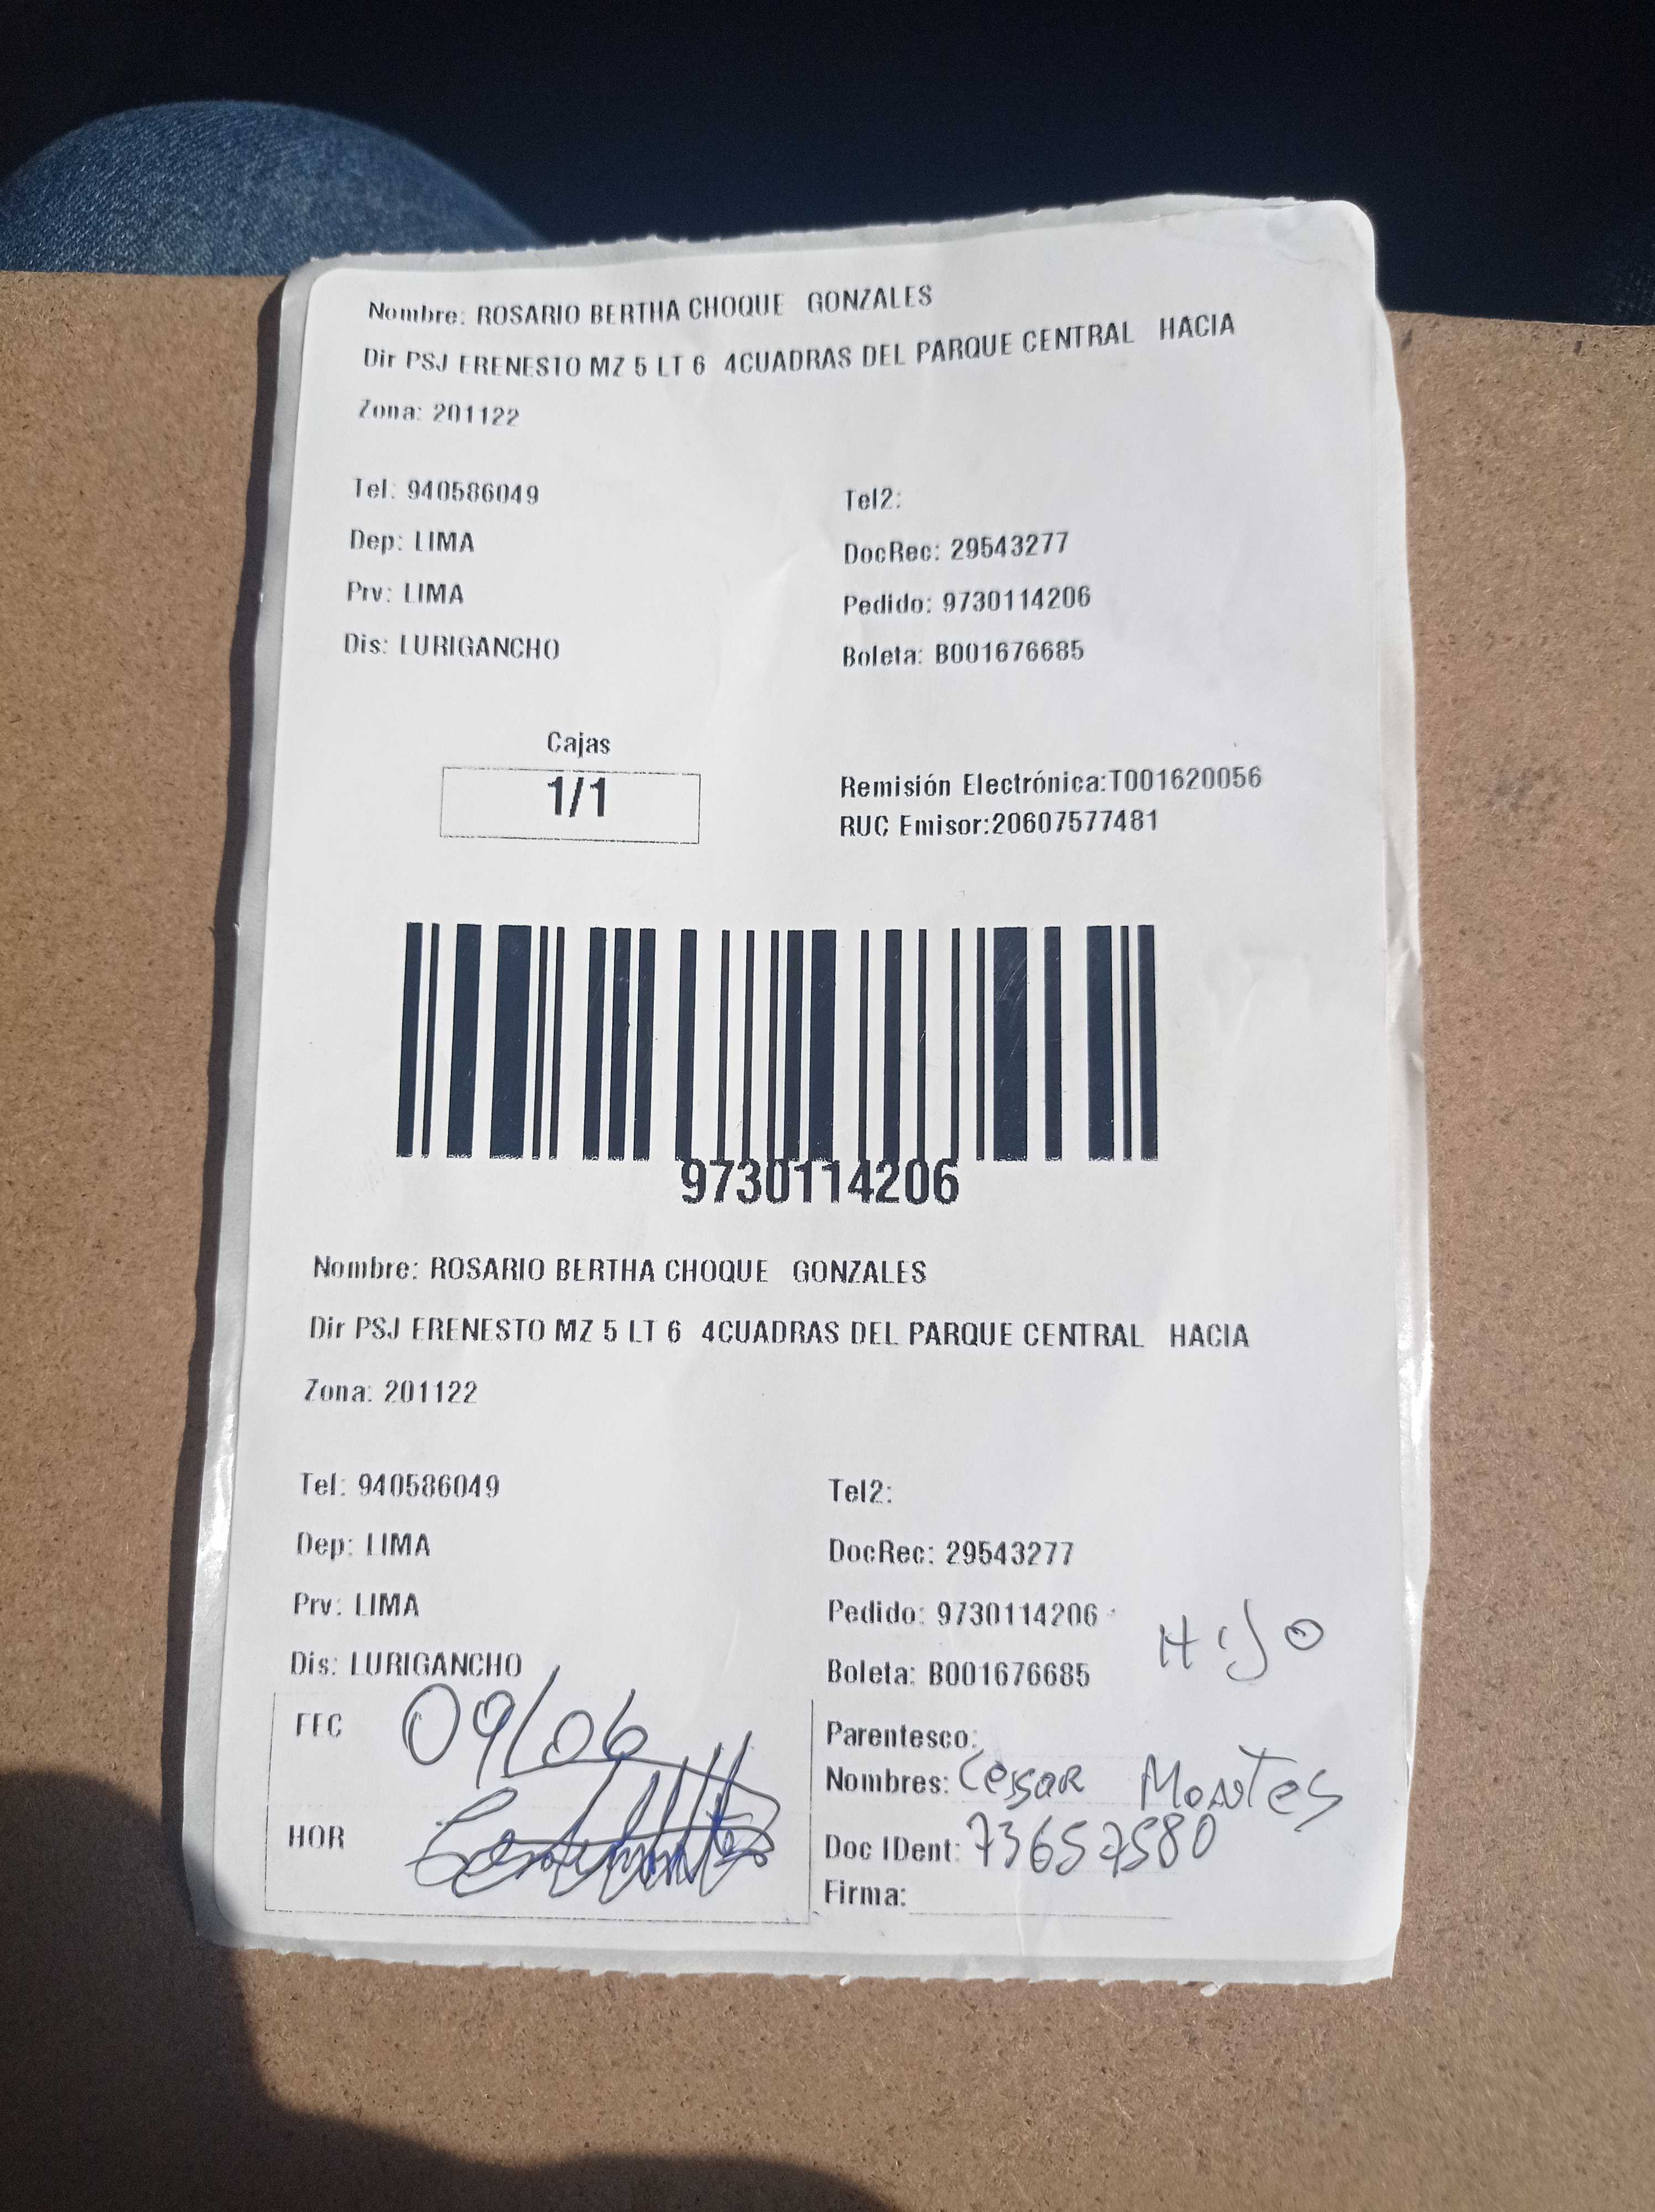 Nombre: ROSARIO BERTHA CHOQUE GONZALES
Dir PSJ ERENESTO MZ 5 LT 6 4CUADRAS DEL PARQUE CENTRAL HACIA
Zona: 201122
Tel: 940586049
Tel2:
Dep: LIMA
DocRec: 29543277
Prv: LIMA
Pedido: 9730114206
Dis: LURIGANCHO
Boleta: B001676685
Cajas
1/1
Remisión Electrónica:T001620056
RUC Emisor:20607577481
9730114206
Nombre: ROSARIO BERTHA CHOQUE GONZALES
Dir PSJ ERENESTO MZ 5 LT 6 4CUADRAS DEL PARQUE CENTRAL HACIA
Zona: 201122
Tel: 940586049
Tel2:
Dep: LIMA
DocRec: 29543277
Prv: LIMA
Pedido: 9730114206
Hijo
Dis: LURIGANCHO
Boleta: B001676685
FEC 09/06
Parentesco:
Nombres: Cessar Montes
HOR
Doc IDent: 73657580
Firma: